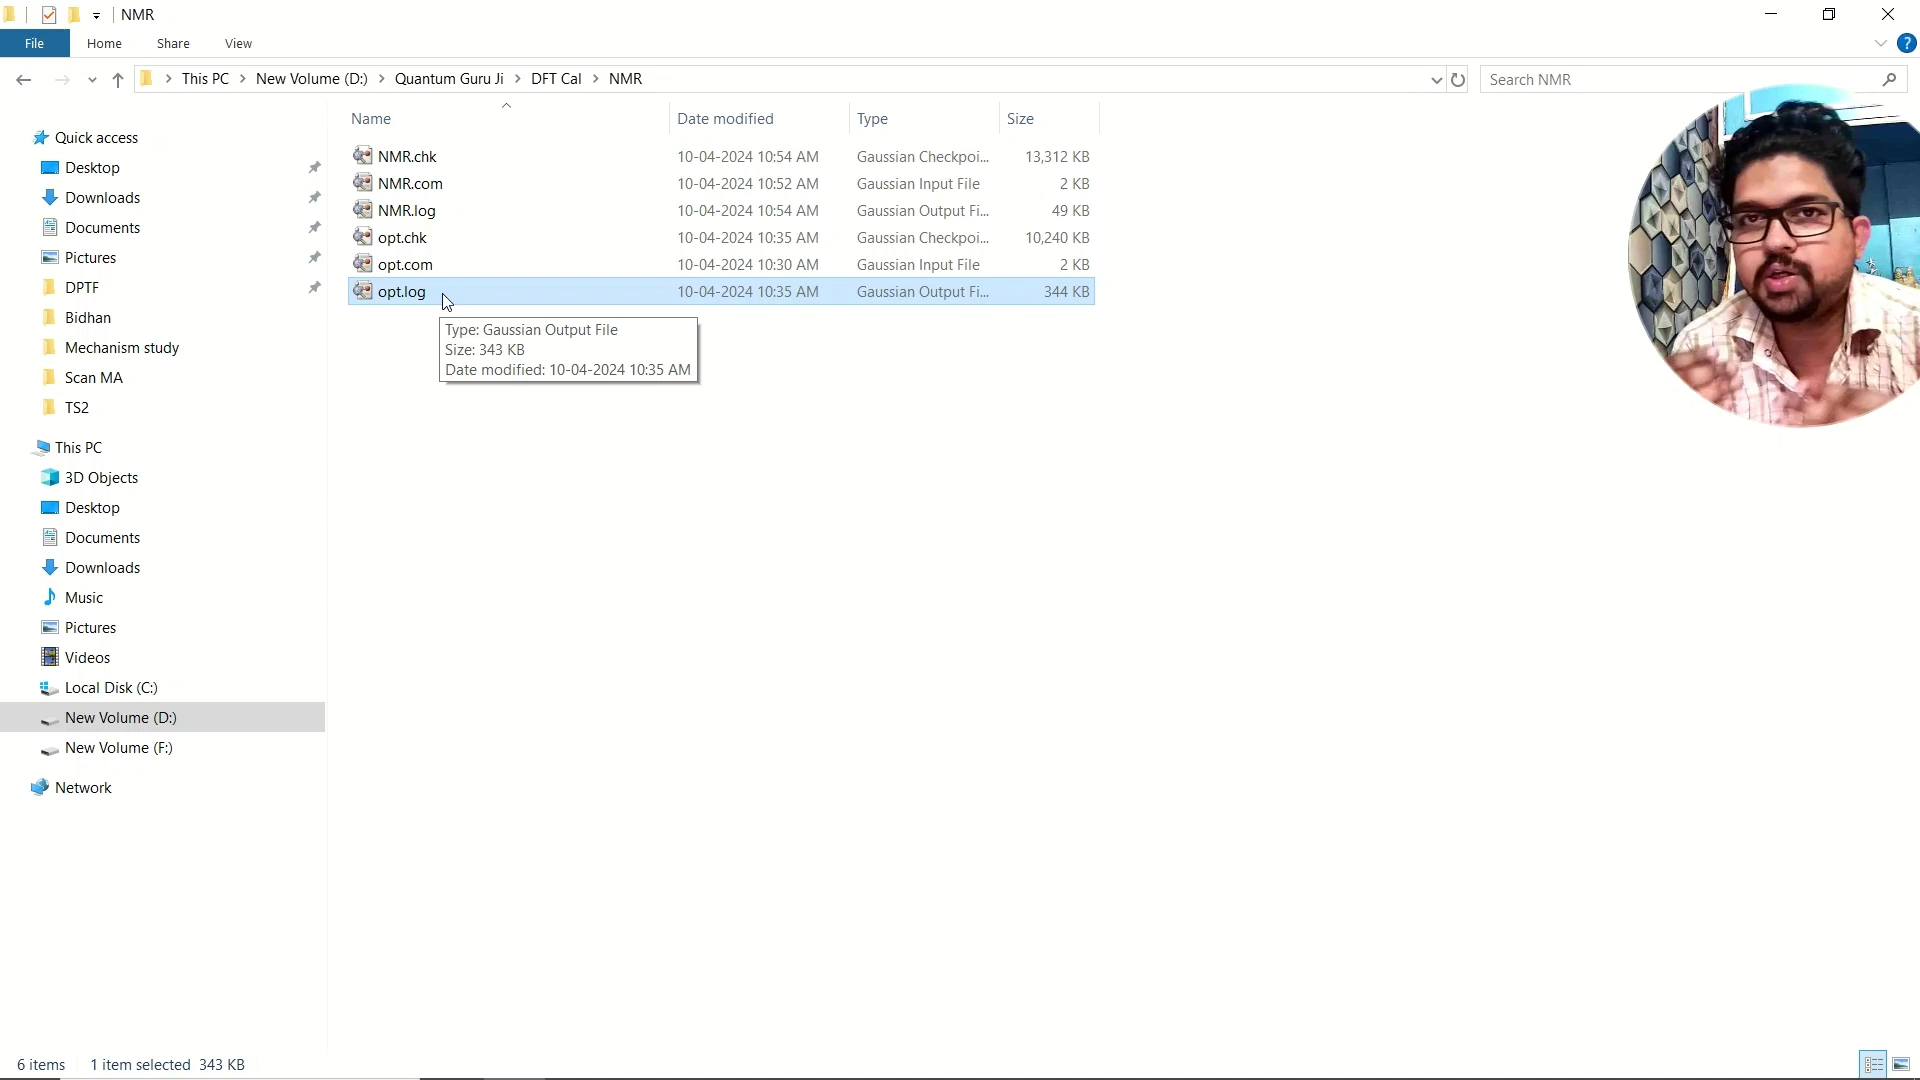 NMR
File Home Share View
This PC New Volume (D:) Quantum Guru Ji DFT Cal NMR
Search NMR
Name Date modified Type Size
NMR.chk 10-04-2024 10:54 AM Gaussian Checkpoi... 13,312 KB
NMR.com 10-04-2024 10:52 AM Gaussian Input File 2 KB
NMR.log 10-04-2024 10:54 AM Gaussian Output Fi... 49 KB
opt.chk 10-04-2024 10:35 AM Gaussian Checkpoi... 10,240 KB
opt.com 10-04-2024 10:30 AM Gaussian Input File 2 KB
opt.log 10-04-2024 10:35 AM Gaussian Output Fi... 344 KB
Type: Gaussian Output File
Size: 343 KB
Date modified: 10-04-2024 10:35 AM
Quick access
Desktop
Downloads
Documents
Pictures
DPTF
Bidhan
Mechanism study
Scan MA
TS2
This PC
3D Objects
Desktop
Documents
Downloads
Music
Pictures
Videos
Local Disk (C:)
New Volume (D:)
New Volume (F:)
Network
6 items 1 item selected 343 KB